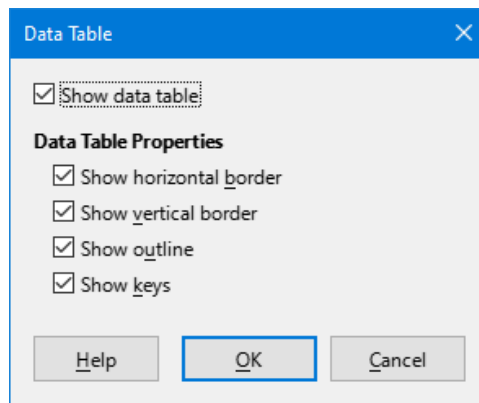 Data Table
Show data table
Data Table Properties
Show horizontal border
Show vertical border
Show outline
Show keys
Help OK Cancel